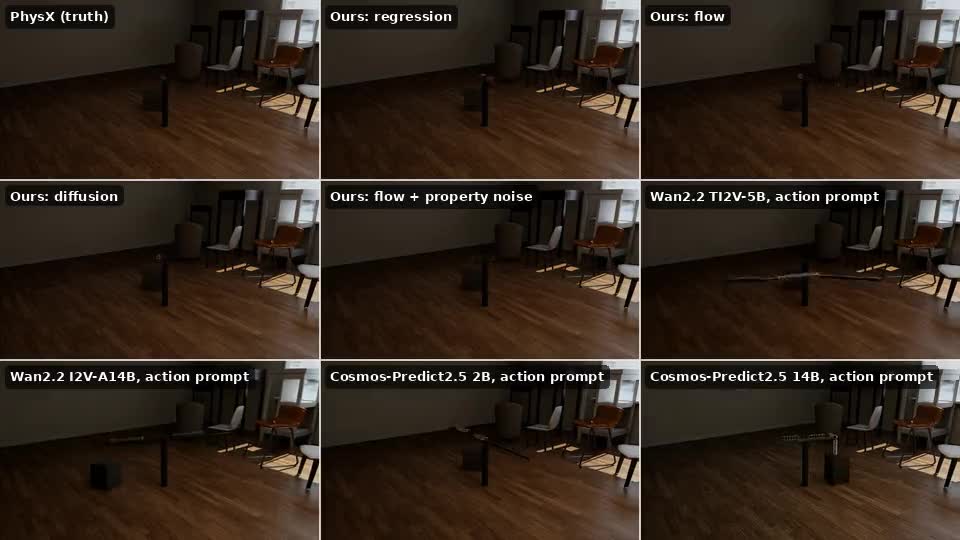 PhysX (truth)
Ours: regression
Ours: flow
Ours: diffusion
Ours: flow + property noise
Wan2.2 TI2V-5B, action prompt
Wan2.2 I2V-A14B, action prompt
Cosmos-Predict2.5 2B, action prompt
Cosmos-Predict2.5 14B, action prompt